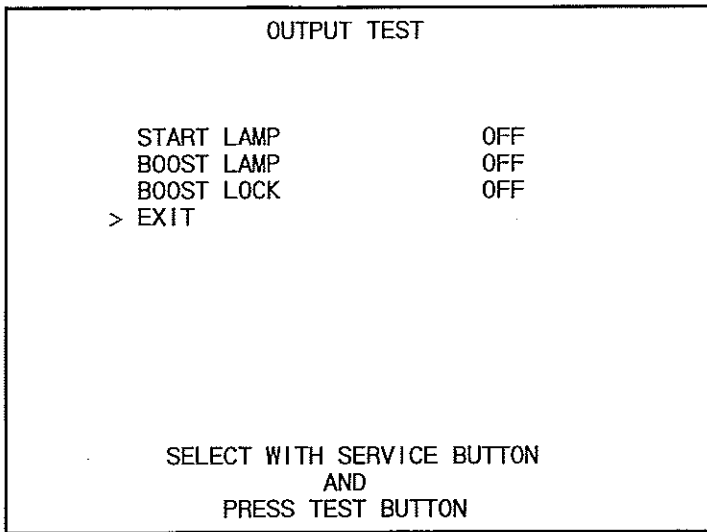 OUTPUT TEST
START LAMP OFF
BOOST LAMP OFF
BOOST LOCK OFF
> EXIT
SELECT WITH SERVICE BUTTON
AND
PRESS TEST BUTTON